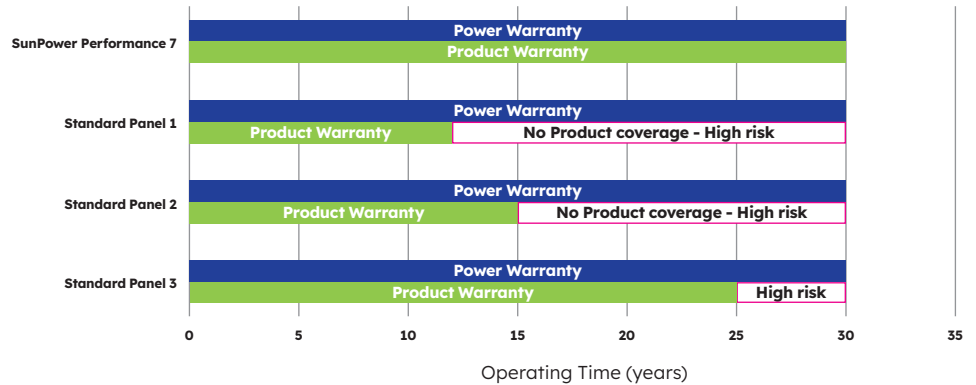 Power Warranty
SunPower Performance 7
Product Warranty
Power Warranty
Standard Panel 1
Product Warranty
No Product coverage - High risk
Power Warranty
Standard Panel 2
Product Warranty
No Product coverage - High risk
Power Warranty
Standard Panel 3
Product Warranty
High risk
0 5 10 15 20 25 30 35
Operating Time (years)